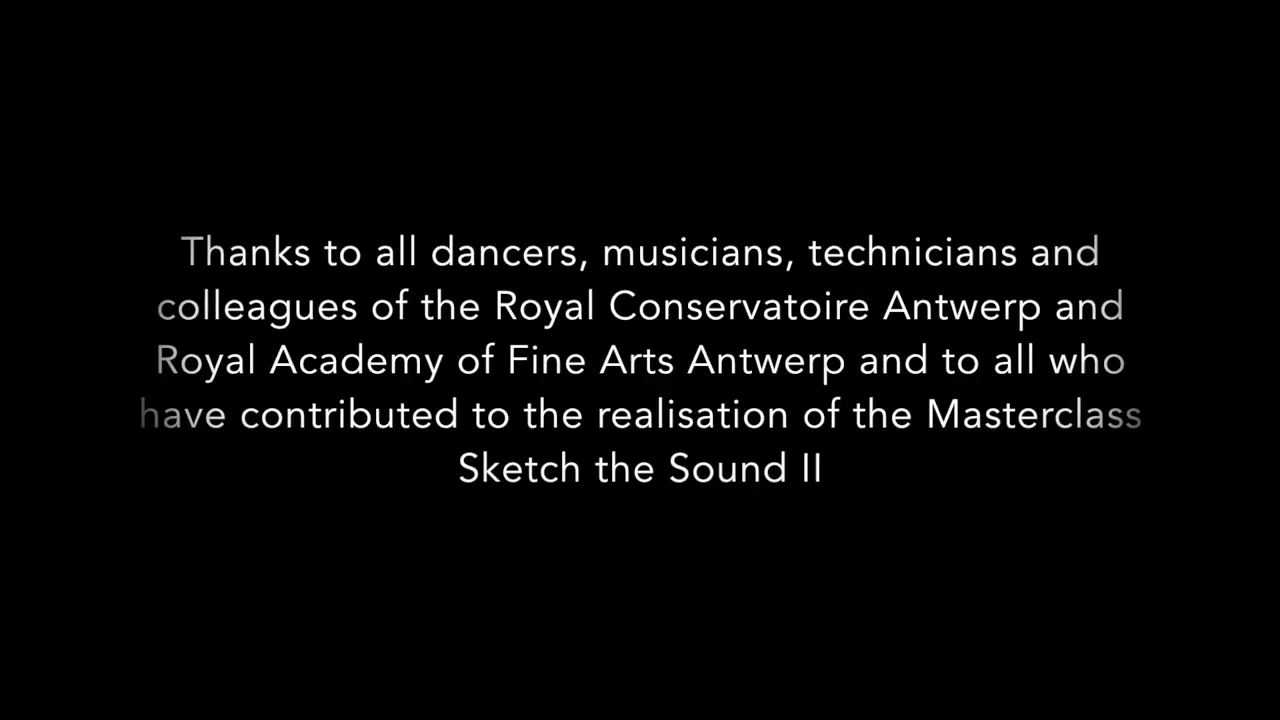 Thanks to all dancers, musicians, technicians and
colleagues of the Royal Conservatoire Antwerp and
Royal Academy of Fine Arts Antwerp and to all who
have contributed to the realisation of the Masterclass
Sketch the Sound II